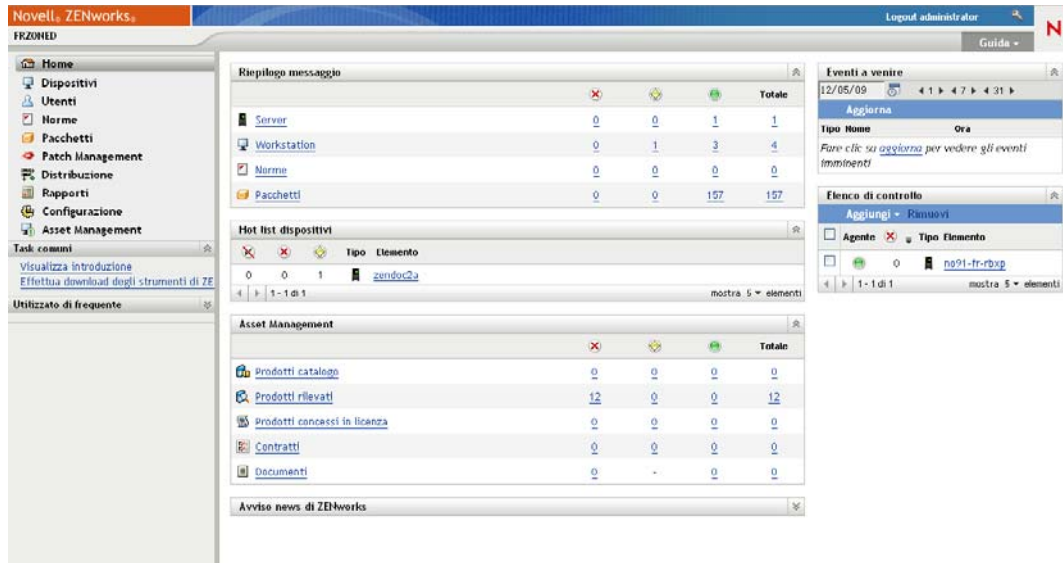 Novell® ZENworks®
Logout administrator
N
FRZONED
Guida
Home
Dispositivi
Utenti
Norme
Pacchetti
Patch Management
Distribuzione
Rapporti
Configurazione
Asset Management
Task comuni
Visualizza introduzione
Effettua download degli strumenti di ZE
Utilizzato di frequente
Riepilogo messaggio
Totale
Server 0 0 1 1
Workstation 0 1 3 4
Norme 0 0 0 0
Pacchetti 0 0 157 157
Hot list dispositivi
Tipo Elemento
0 0 1 zendoc2a
1 - 1 di 1 mostra 5 elementi
Asset Management
Totale
Prodotti catalogo 0 0 0 0
Prodotti rilevati 12 0 0 12
Prodotti concessi in licenza 0 0 0 0
Contratti 0 0 0 0
Documenti 0 - 0 0
Avviso news di ZENworks
Eventi a venire
12/05/09 1 7 31
Aggiorna
Tipo Nome Ora
Fare clic su aggiorna per vedere gli eventi
imminenti
Elenco di controllo
Aggiungi Rimuovi
Agente Tipo Elemento
0 no91-fr-rbxp
1 - 1 di 1 mostra 5 elementi